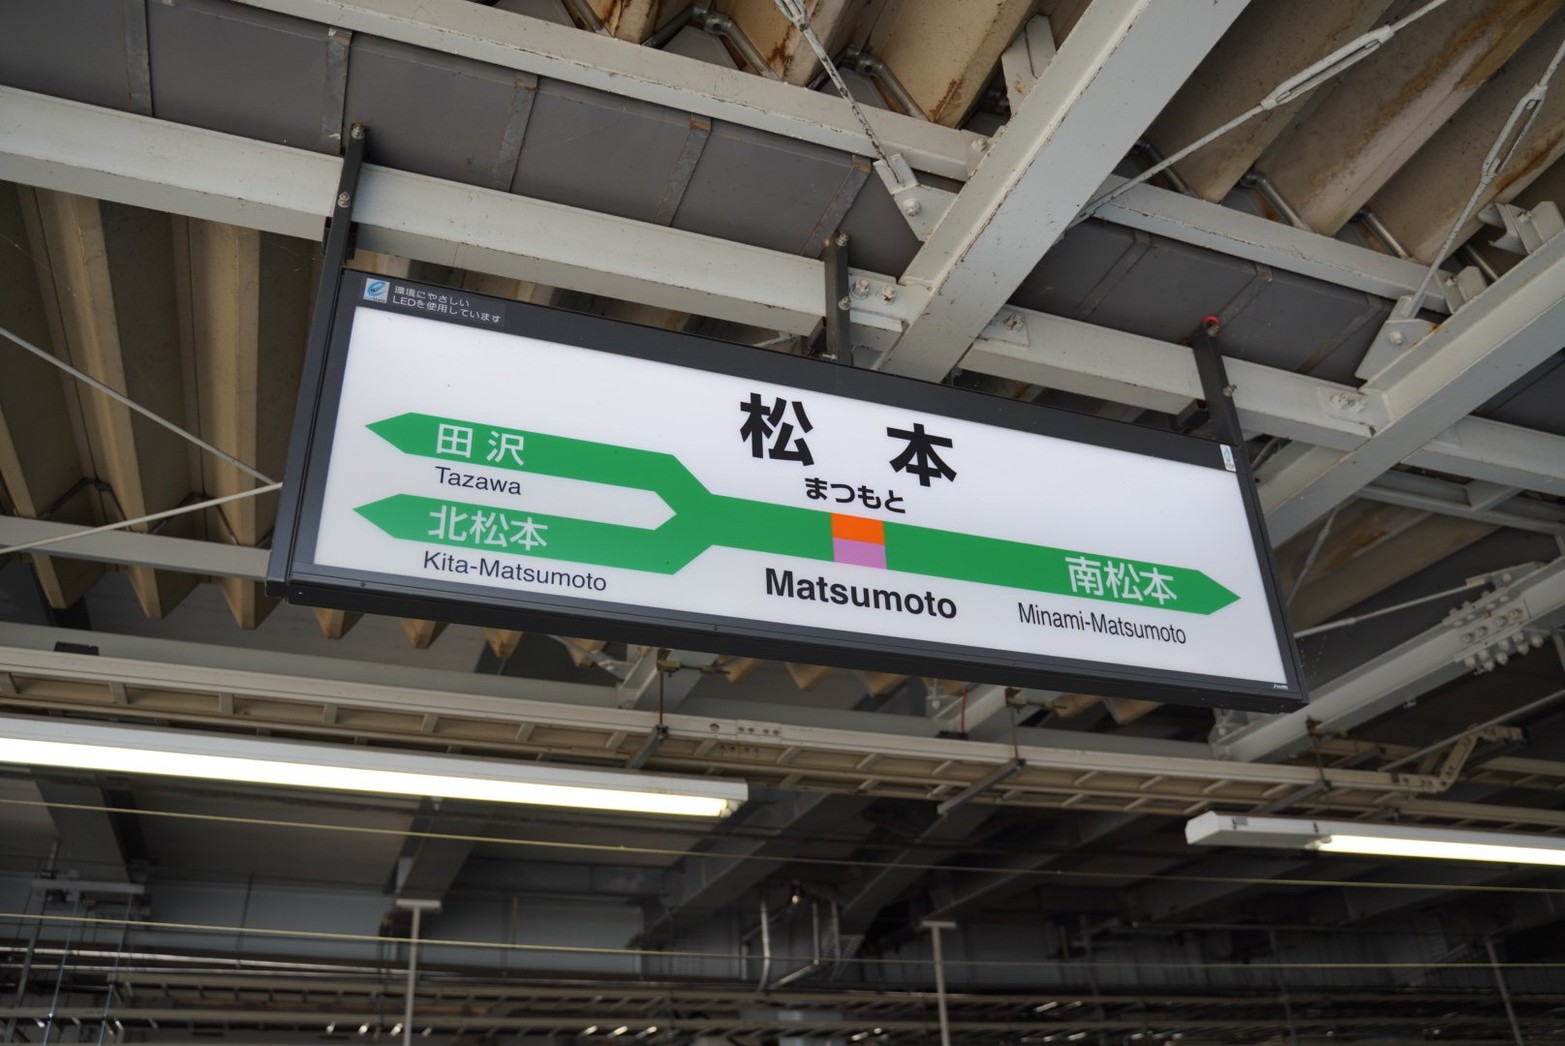 環境にやさしい
LEDを使用しています
松本
まつもと
田沢
Tazawa
北松本
Kita-Matsumoto
Matsumoto
南松本
Minami-Matsumoto